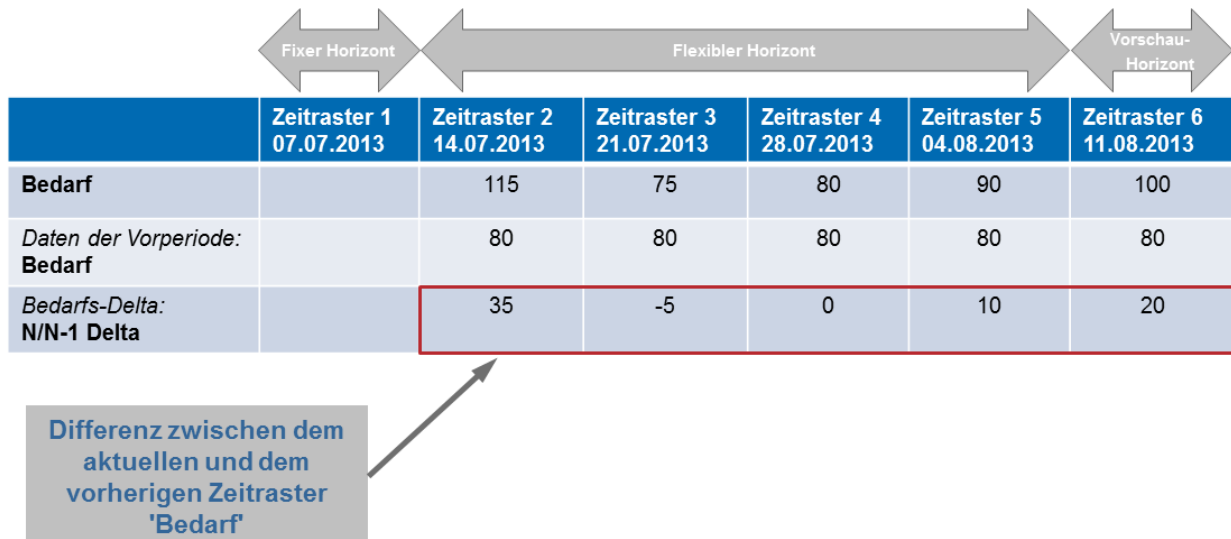 Fixer Horizont
Flexibler Horizont
Vorschau-
Horizont
Zeitraster 1 Zeitraster 2 Zeitraster 3 Zeitraster 4 Zeitraster 5 Zeitraster 6
07.07.2013 14.07.2013 21.07.2013 28.07.2013 04.08.2013 11.08.2013
Bedarf 115 75 80 90 100
Daten der Vorperiode: 80 80 80 80 80
Bedarf
Bedarfs-Delta: 35 -5 0 10 20
N/N-1 Delta
Differenz zwischen dem
aktuellen und dem
vorherigen Zeitraster
'Bedarf'